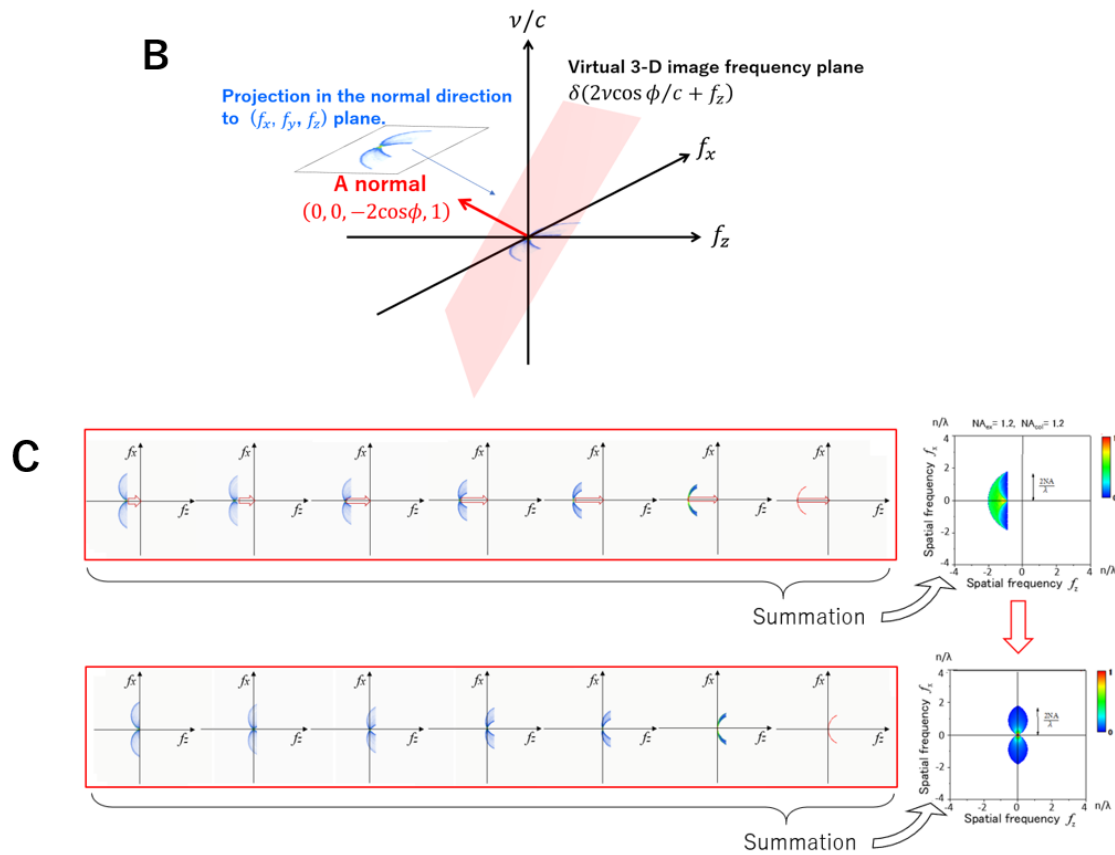 B
ν/c
Virtual 3-D image frequency plane
δ(2νcos ϕ/c + f_z)
Projection in the normal direction
to (f_x, f_y, f_z) plane.
f_x
A normal
(0, 0, −2cosϕ, 1)
f_z
C
fx fx fx fx fx fx fx
fz fz fz fz fz fz fz
n/λ NA_ex= 1.2, NA_col= 1.2
Spatial frequency f_x
4
2
0
-2
-4
2NA/λ
-4 -2 0 2 4 n/λ
Spatial frequency f_z
Summation
fx fx fx fx fx fx fx
fz fz fz fz fz fz fz
n/λ
Spatial frequency f_x
4
2
0
-2
-4
2NA/λ
1
0
-4 -2 0 2 4 n/λ
Spatial frequency f_z
Summation